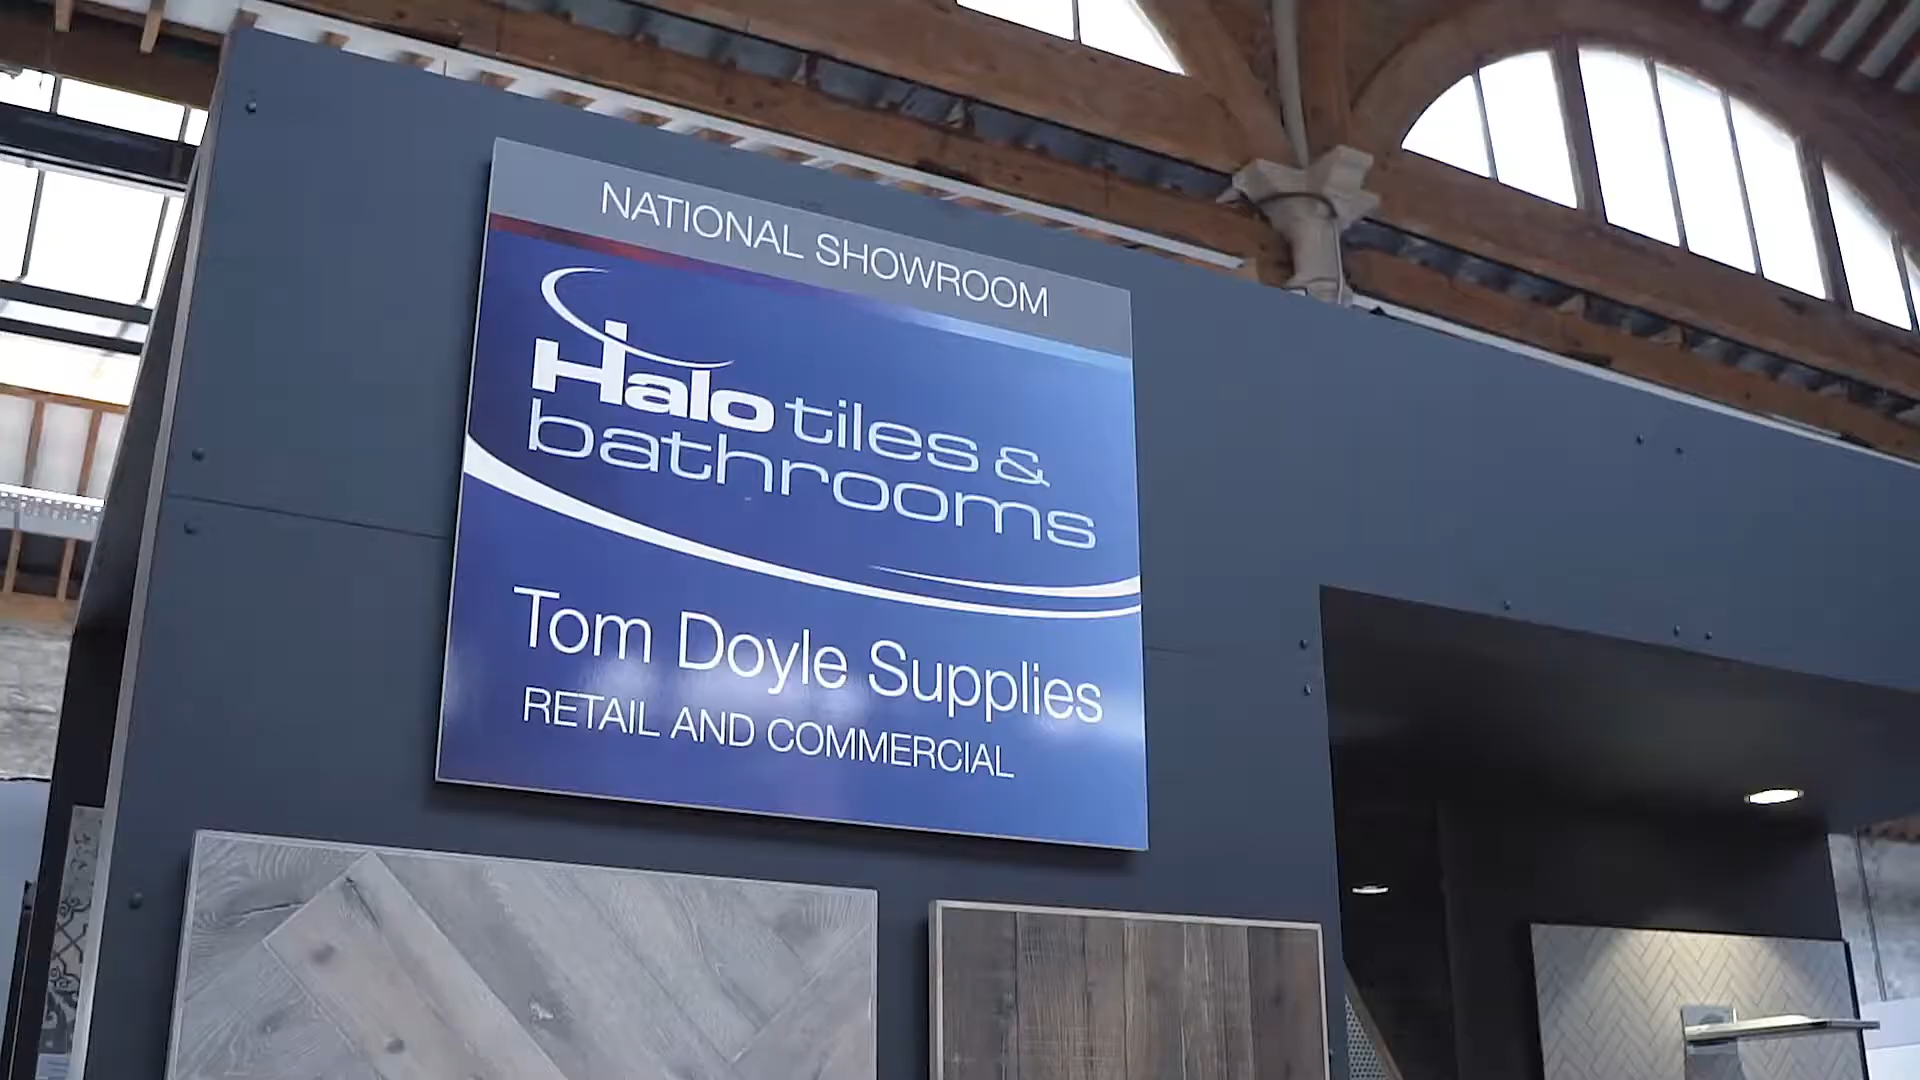 NATIONAL SHOWROOM
Halo tiles &
bathrooms
Tom Doyle Supplies
RETAIL AND COMMERCIAL